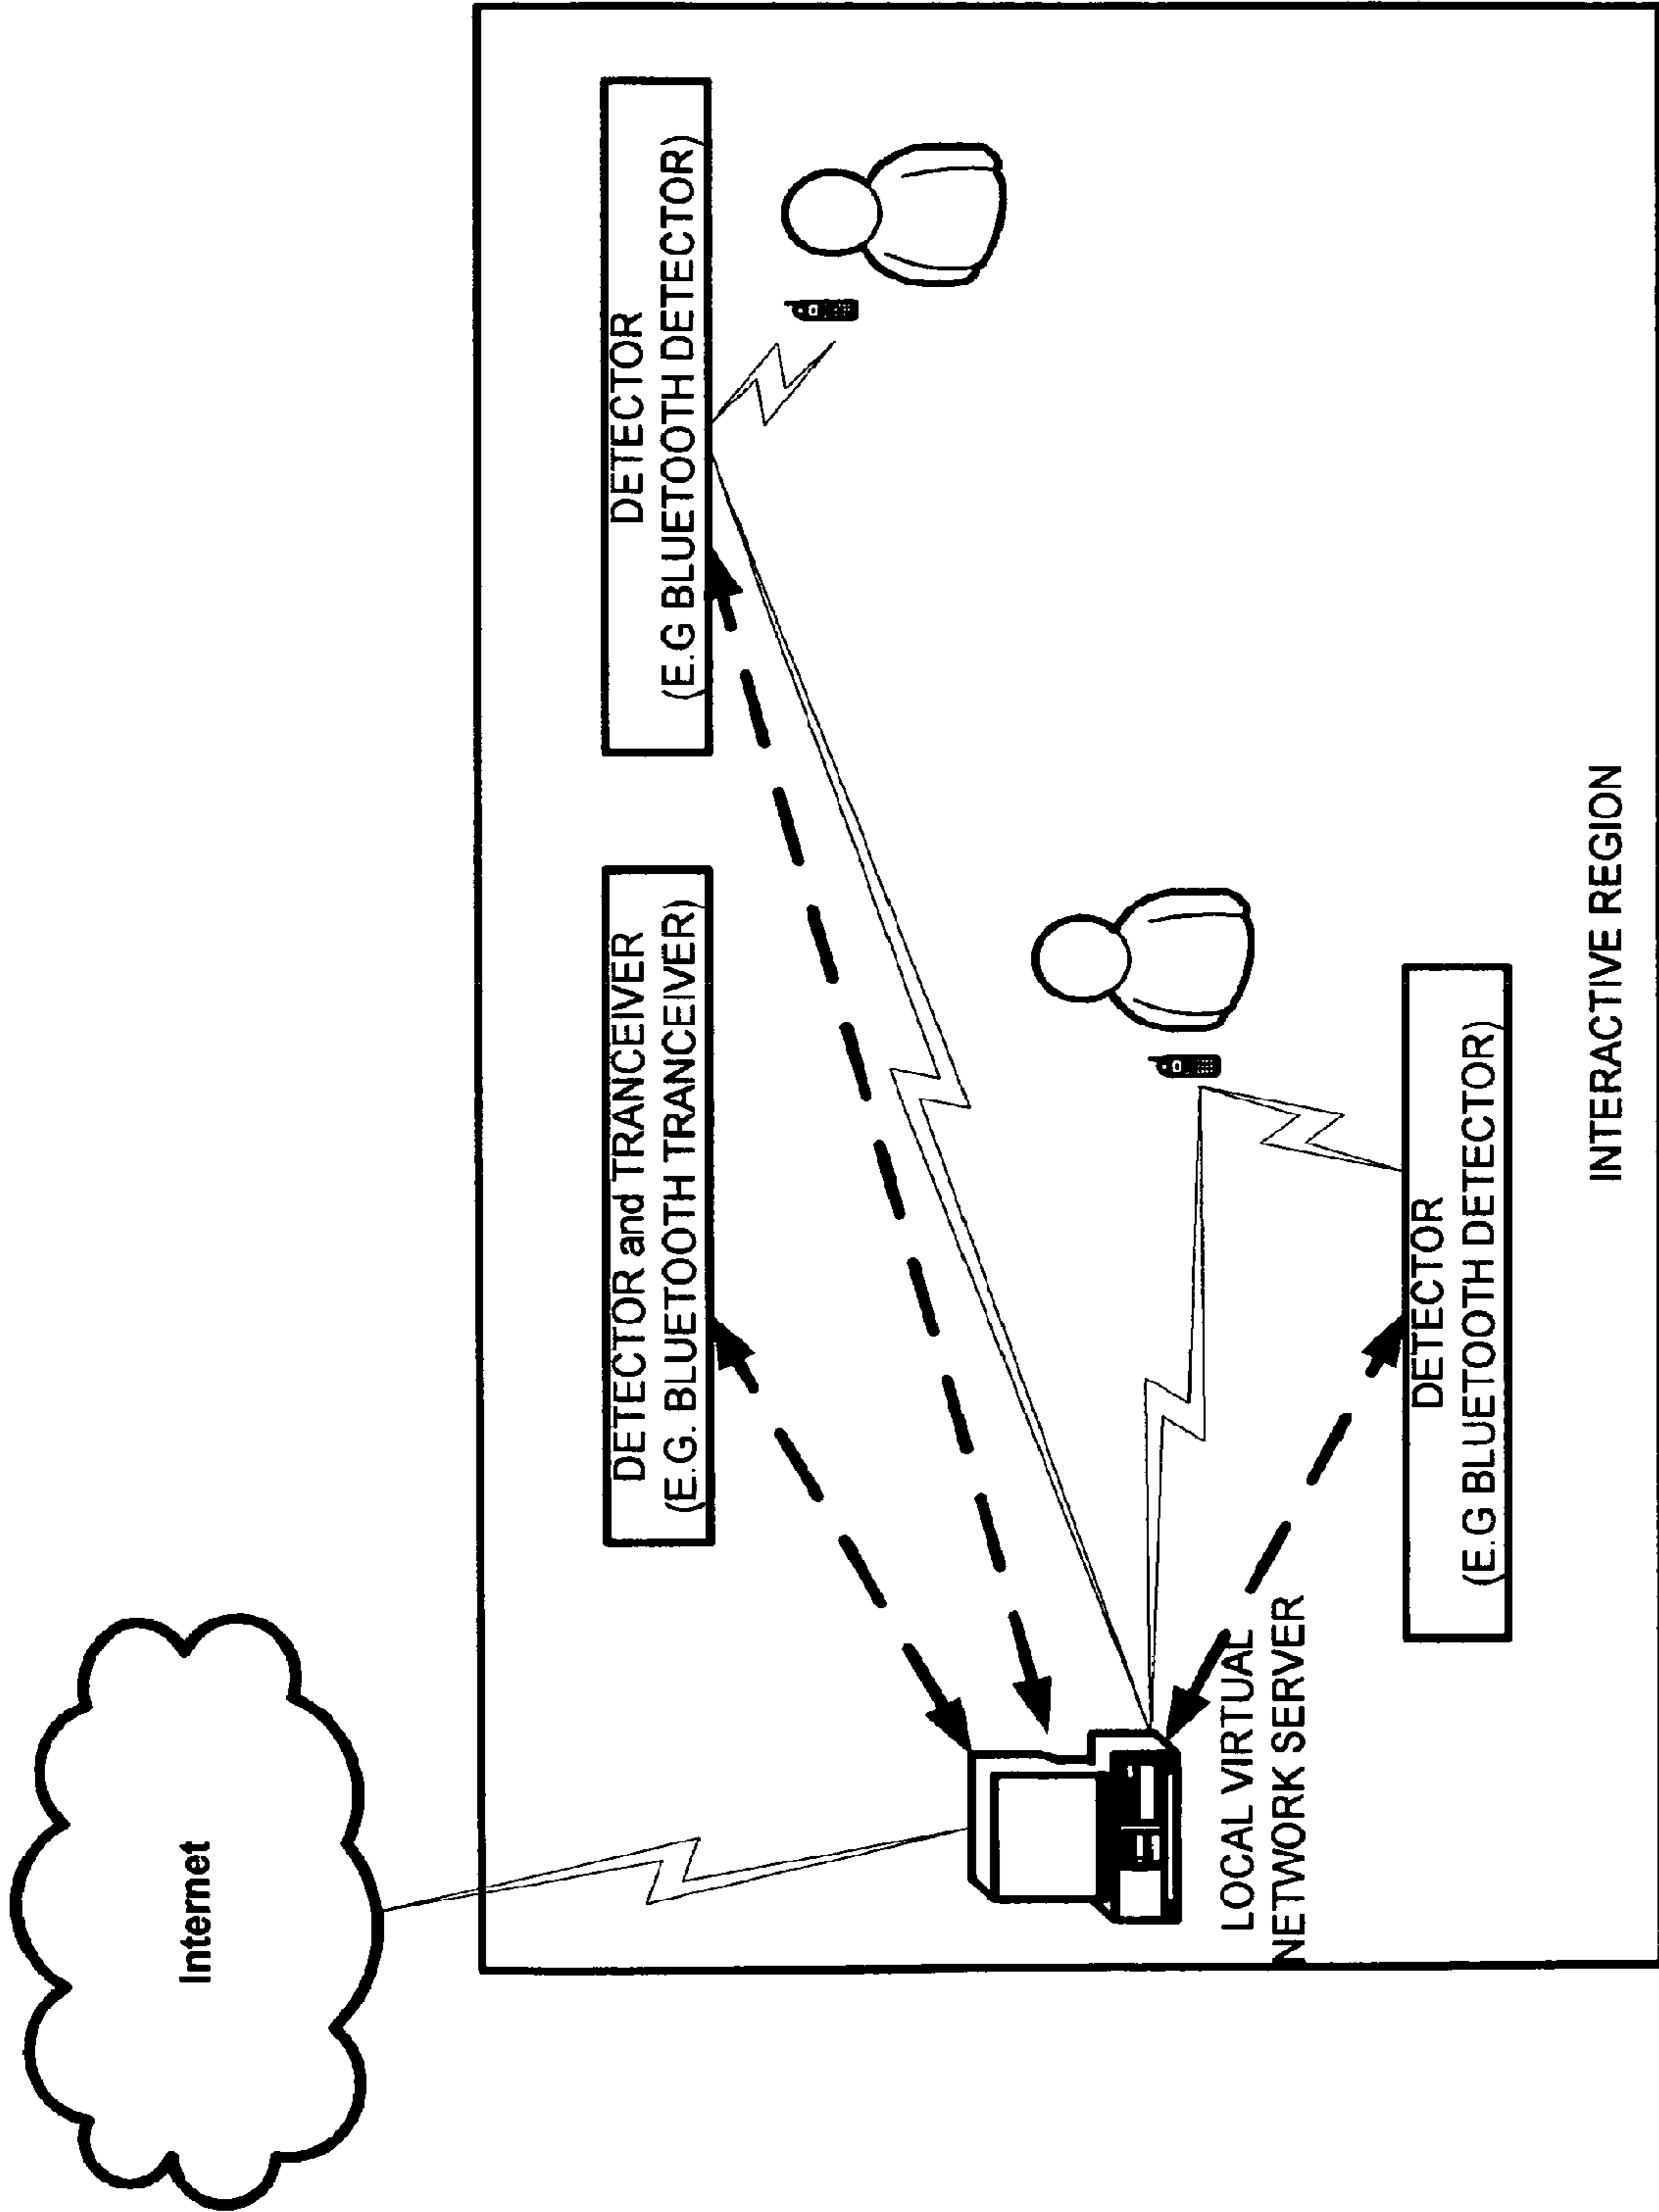 Internet
DETECTOR and TRANCEIVER
(E.G. BLUETOOTH TRANCEIVER)
DETECTOR
(E.G BLUETOOTH DETECTOR)
LOCAL VIRTUAL
NETWORK SERVER
DETECTOR
(E.G BLUETOOTH DETECTOR)
INTERACTIVE REGION